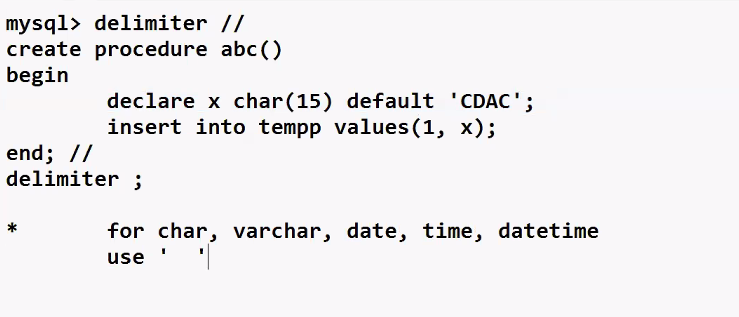 mysql> delimiter //
create procedure abc()
begin
        declare x char(15) default 'CDAC';
        insert into tempp values(1, x);
end; //
delimiter ;

*       for char, varchar, date, time, datetime
        use '  '